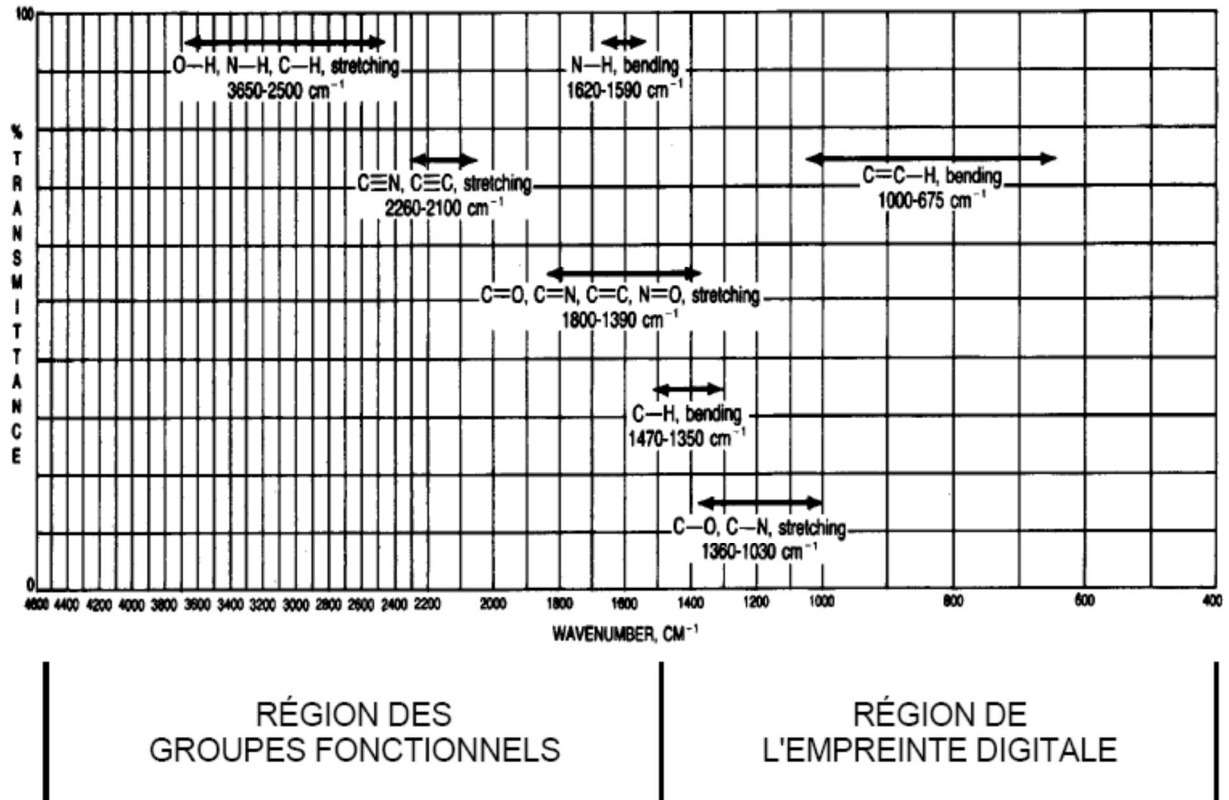 100
O—H, N—H, C—H, stretching
3650-2500 cm⁻¹
N—H, bending
1620-1590 cm⁻¹
C≡N, C≡C, stretching
2260-2100 cm⁻¹
C=C—H, bending
1000-675 cm⁻¹
% TRANSMITTANCE
C=O, C=N, C=C, N=O, stretching
1800-1390 cm⁻¹
C—H, bending
1470-1350 cm⁻¹
C—O, C—N, stretching
1360-1030 cm⁻¹
0
4600 4400 4200 4000 3800 3600 3400 3200 3000 2800 2600 2400 2200 2000 1800 1600 1400 1200 1000 800 600 400
WAVENUMBER, CM⁻¹
RÉGION DES
GROUPES FONCTIONNELS
RÉGION DE
L'EMPREINTE DIGITALE